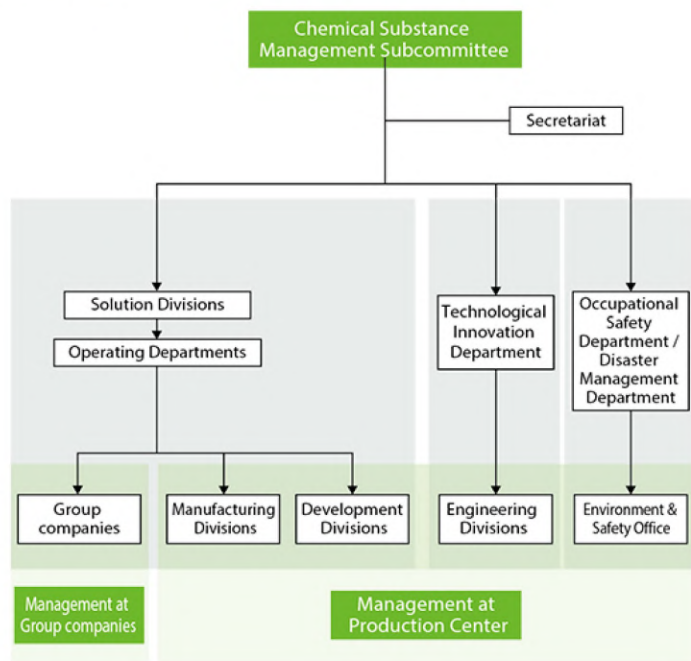 Chemical Substance
Management Subcommittee
Secretariat
Solution Divisions
Operating Departments
Technological
Innovation
Department
Occupational
Safety
Department /
Disaster
Management
Department
Group
companies
Manufacturing
Divisions
Development
Divisions
Engineering
Divisions
Environment &
Safety Office
Management at
Group companies
Management at
Production Center